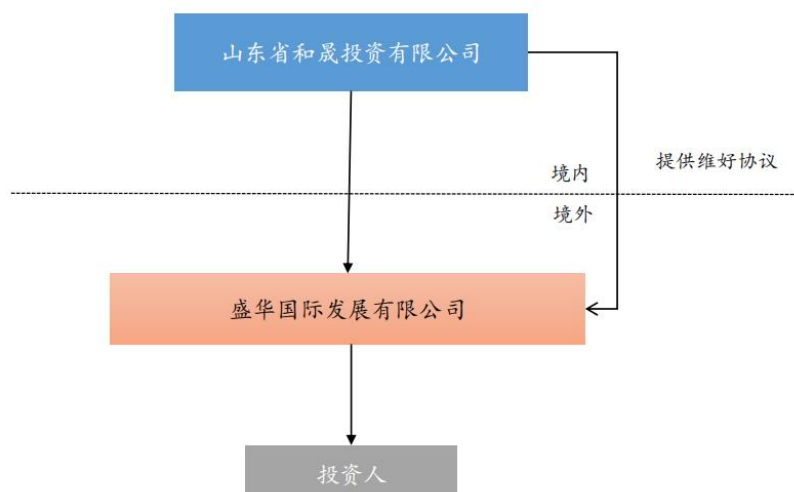 山东省和晟投资有限公司
提供维好协议
境内
境外
盛华国际发展有限公司
投资人